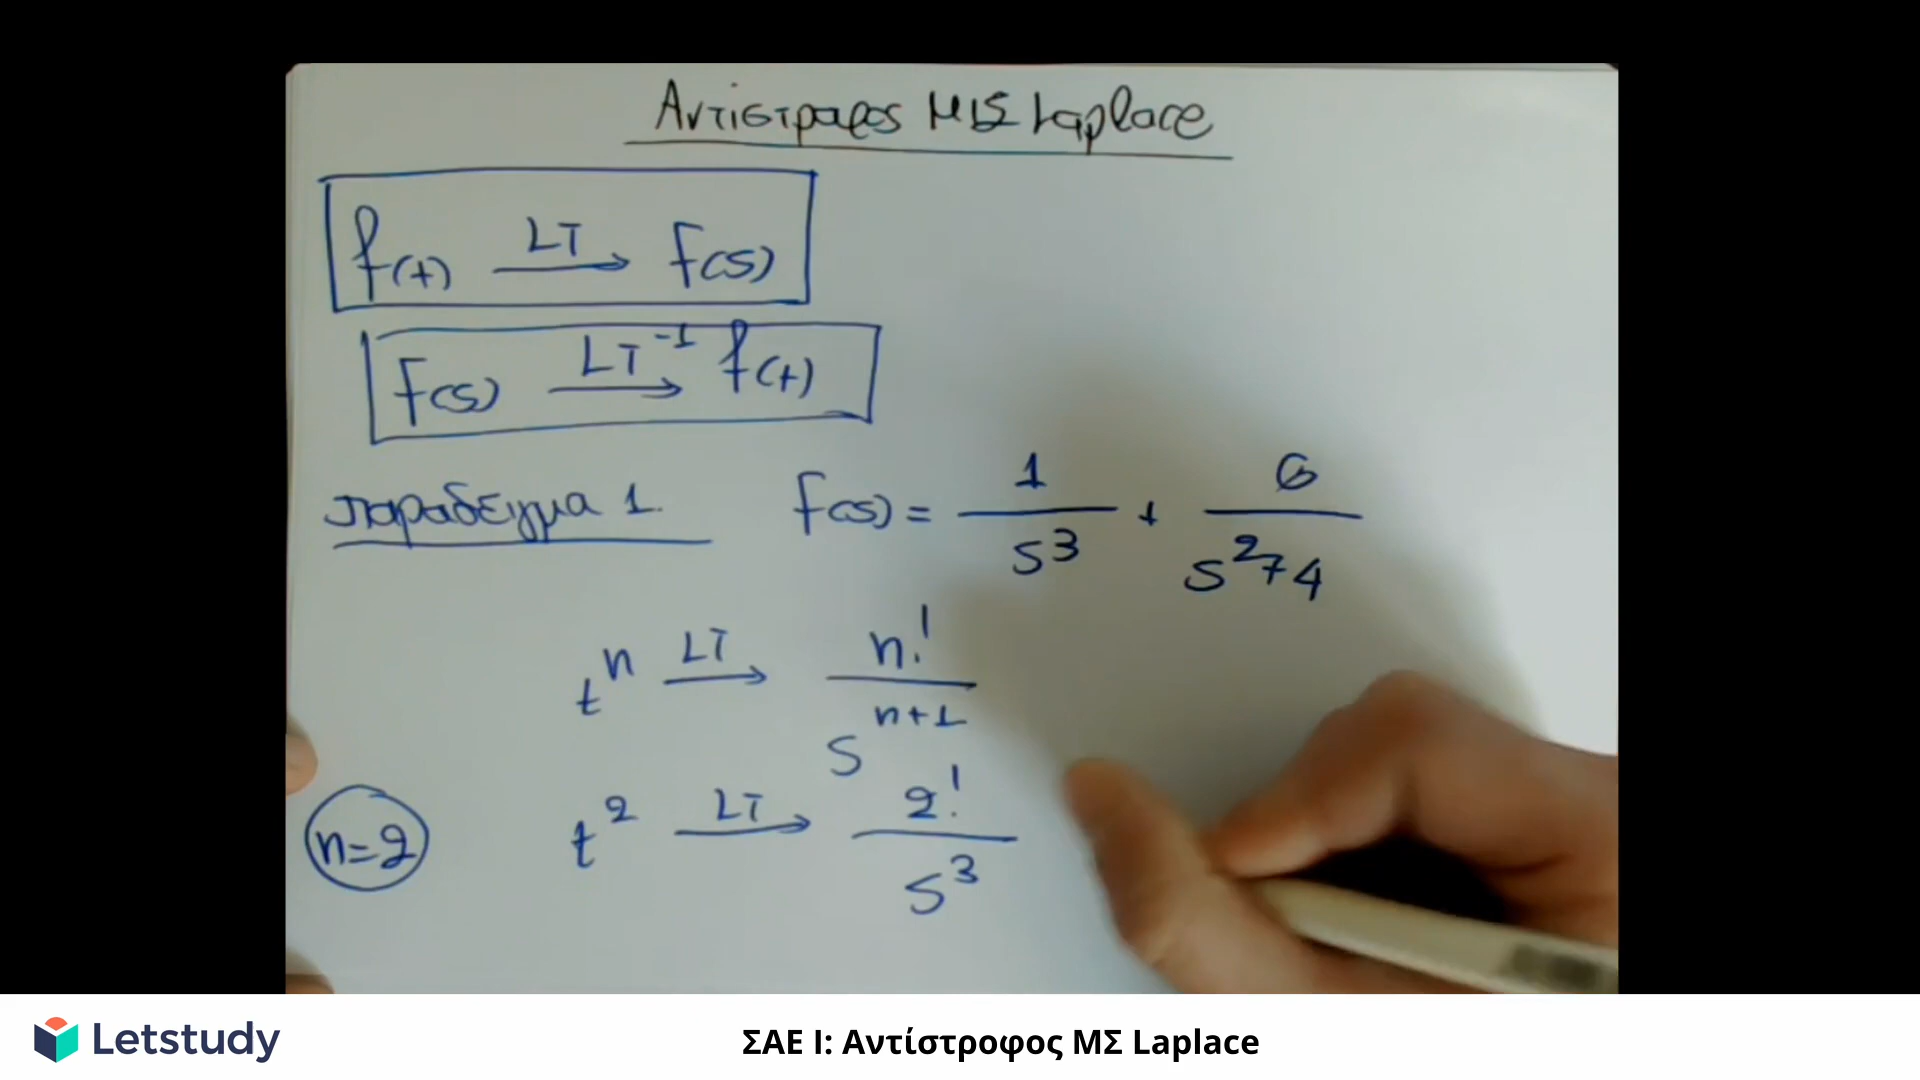 Αντίστροφος ΜΣ Laplace
f(t) LT→ F(s)
F(s) LT⁻¹→ f(t)
παράδειγμα 1. F(s) = 1/s³ + 6/s²+4
tⁿ LT→ n!/sⁿ⁺¹
n=2 t² LT→ 2!/s³
Letstudy ΣΑΕ Ι: Αντίστροφος ΜΣ Laplace